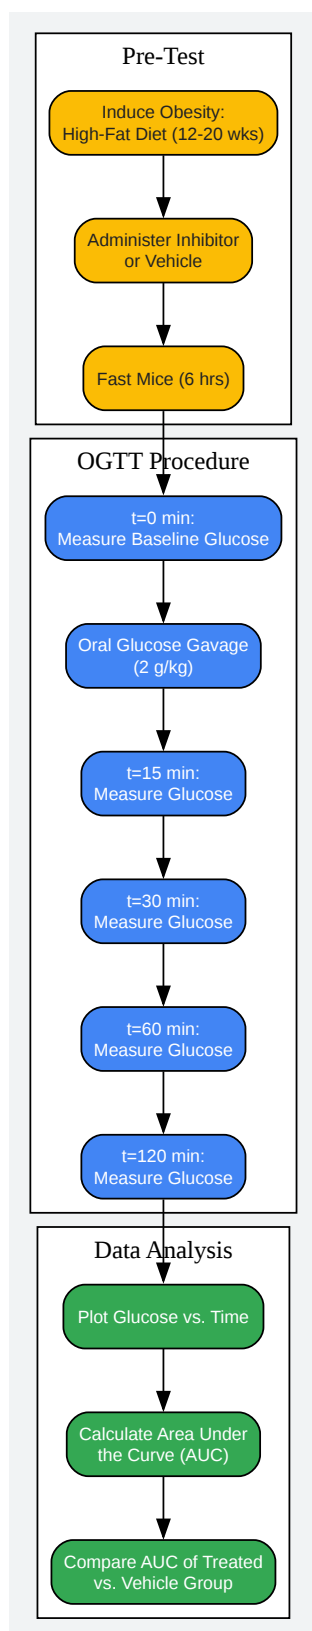 Pre-Test
Induce Obesity:
High-Fat Diet (12-20 wks)
Administer Inhibitor
or Vehicle
Fast Mice (6 hrs)
OGTT Procedure
t=0 min:
Measure Baseline Glucose
Oral Glucose Gavage
(2 g/kg)
t=15 min:
Measure Glucose
t=30 min:
Measure Glucose
t=60 min:
Measure Glucose
t=120 min:
Measure Glucose
Data Analysis
Plot Glucose vs. Time
Calculate Area Under
the Curve (AUC)
Compare AUC of Treated
vs. Vehicle Group